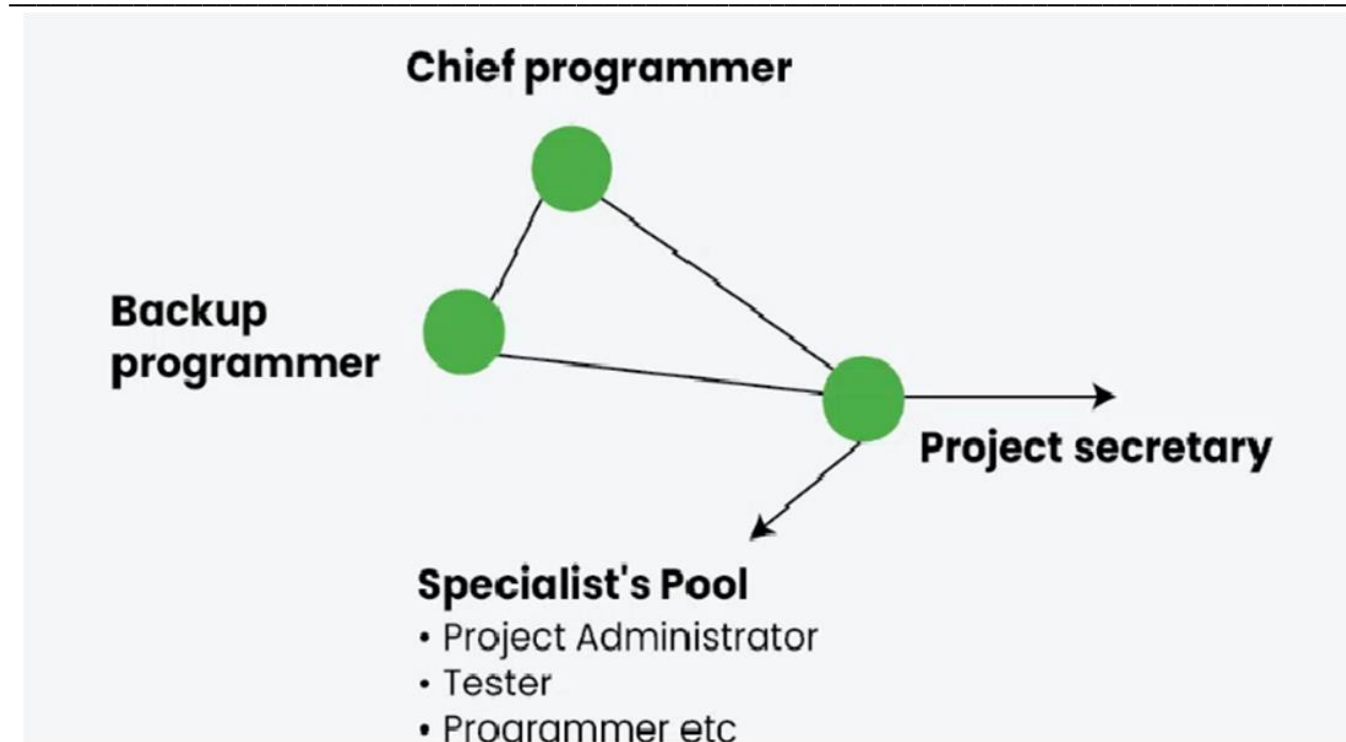 Chief programmer
Backup
programmer
Project secretary
Specialist's Pool
• Project Administrator
• Tester
• Programmer etc